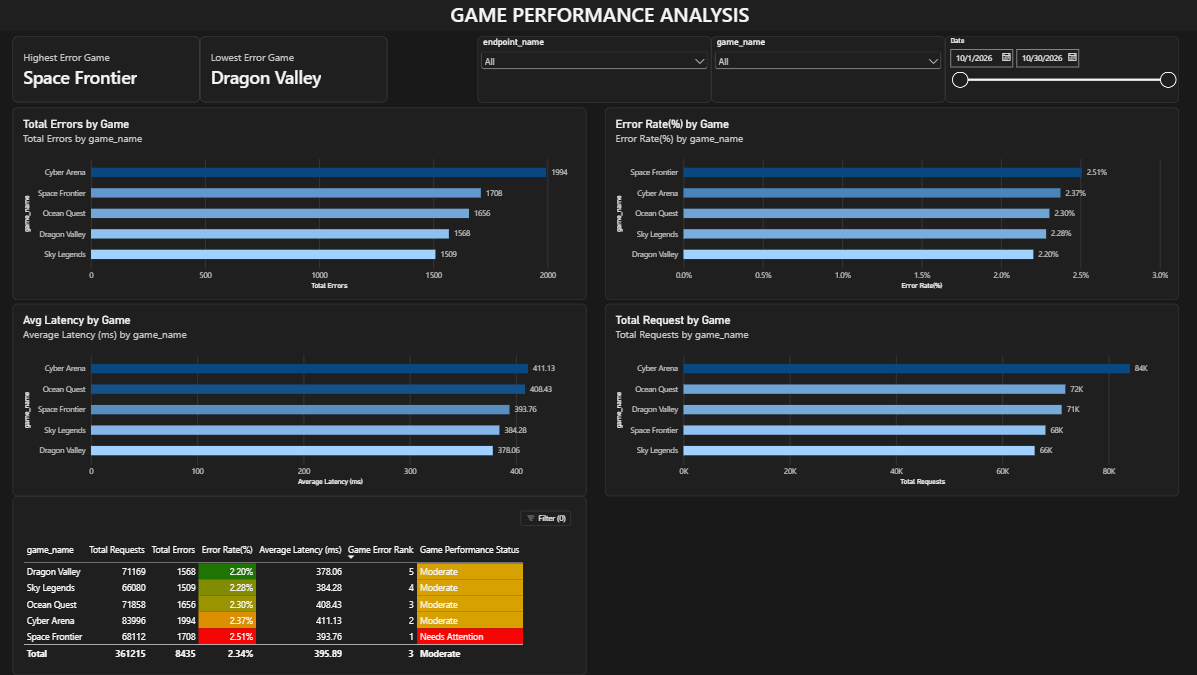 GAME PERFORMANCE ANALYSIS
Highest Error Game
Space Frontier
Lowest Error Game
Dragon Valley
endpoint_name
All
game_name
All
Date
10/1/2026
10/30/2026
Total Errors by Game
Total Errors by game_name
game_name
Cyber Arena 1994
Space Frontier 1708
Ocean Quest 1656
Dragon Valley 1568
Sky Legends 1509
0 500 1000 1500 2000
Total Errors
Error Rate(%) by Game
Error Rate(%) by game_name
game_name
Space Frontier 2.51%
Cyber Arena 2.37%
Ocean Quest 2.30%
Sky Legends 2.28%
Dragon Valley 2.20%
0.0% 0.5% 1.0% 1.5% 2.0% 2.5% 3.0%
Error Rate(%)
Avg Latency by Game
Average Latency (ms) by game_name
game_name
Cyber Arena 411.13
Ocean Quest 408.43
Space Frontier 393.76
Sky Legends 384.28
Dragon Valley 378.06
0 100 200 300 400
Average Latency (ms)
Total Request by Game
Total Requests by game_name
game_name
Cyber Arena 84K
Ocean Quest 72K
Dragon Valley 71K
Space Frontier 68K
Sky Legends 66K
0K 20K 40K 60K 80K
Total Requests
Filter (0)
game_name Total Requests Total Errors Error Rate(%) Average Latency (ms) Game Error Rank Game Performance Status
Dragon Valley 71169 1568 2.20% 378.06 5 Moderate
Sky Legends 66080 1509 2.28% 384.28 4 Moderate
Ocean Quest 71858 1656 2.30% 408.43 3 Moderate
Cyber Arena 83996 1994 2.37% 411.13 2 Moderate
Space Frontier 68112 1708 2.51% 393.76 1 Needs Attention
Total 361215 8435 2.34% 395.89 3 Moderate